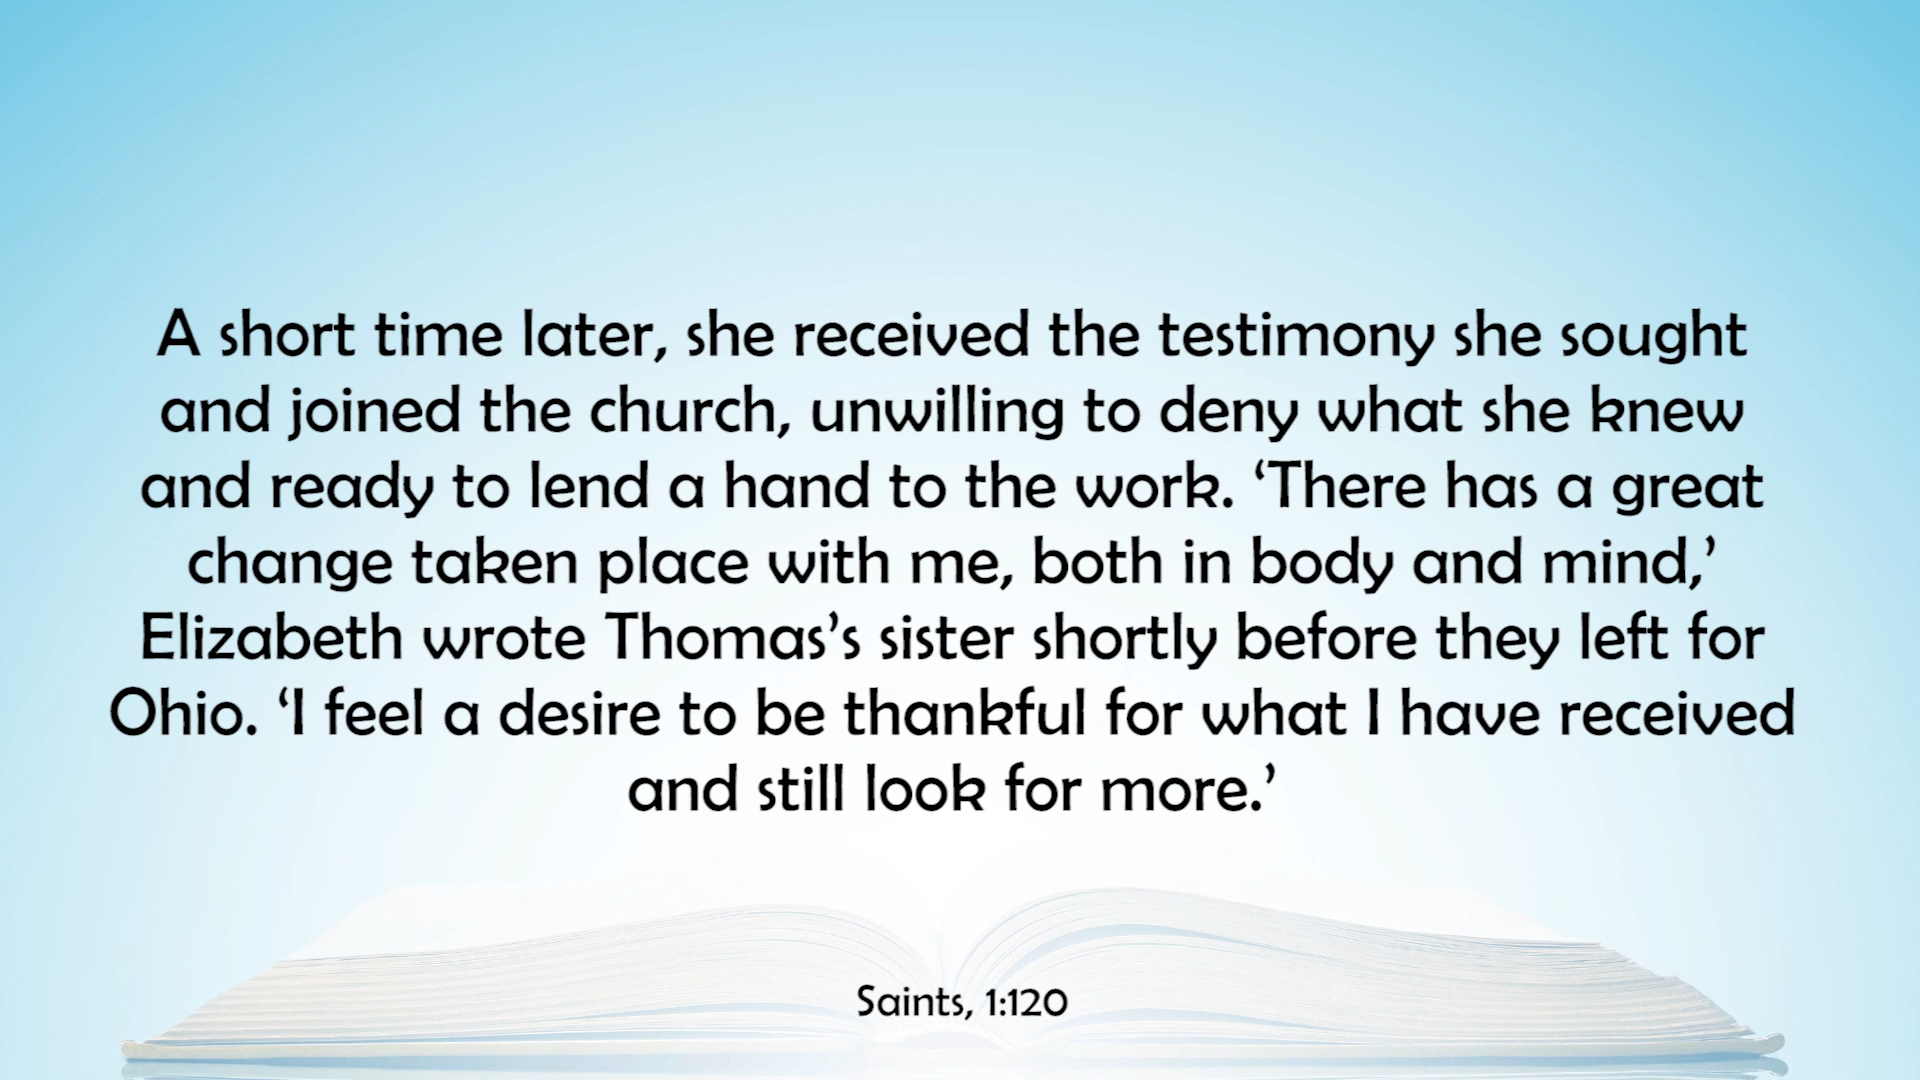 A short time later, she received the testimony she sought
and joined the church, unwilling to deny what she knew
and ready to lend a hand to the work. ‘There has a great
change taken place with me, both in body and mind,’
Elizabeth wrote Thomas’s sister shortly before they left for
Ohio. ‘I feel a desire to be thankful for what I have received
and still look for more.’
Saints, 1:120